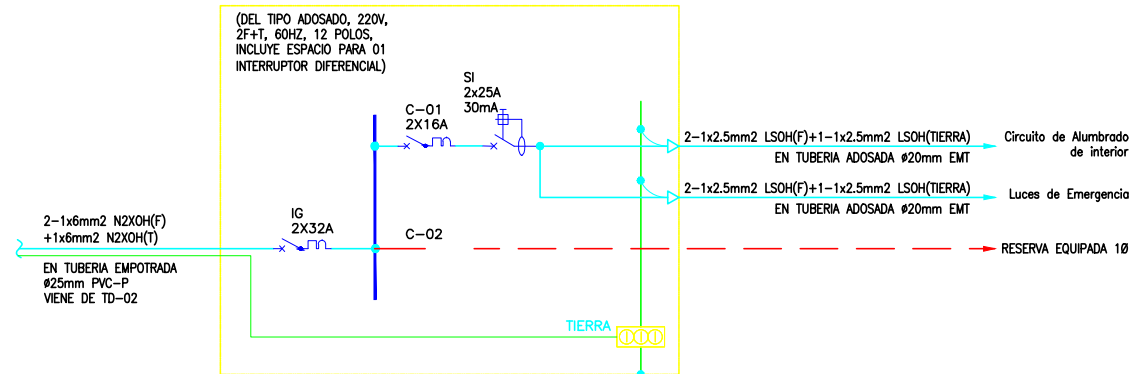 (DEL TIPO ADOSADO, 220V,
2F+T, 60HZ, 12 POLOS,
INCLUYE ESPACIO PARA 01
INTERRUPTOR DIFERENCIAL)
SI
2x25A
30mA
C-01
2X16A
2-1x2.5mm2 LSOH(F)+1-1x2.5mm2 LSOH(TIERRA)
EN TUBERIA ADOSADA ø20mm EMT
Circuito de Alumbrado
de interior
2-1x2.5mm2 LSOH(F)+1-1x2.5mm2 LSOH(TIERRA)
EN TUBERIA ADOSADA ø20mm EMT
Luces de Emergencia
2-1x6mm2 N2XOH(F)
+1x6mm2 N2XOH(T)
EN TUBERIA EMPOTRADA
ø25mm PVC-P
VIENE DE TD-02
IG
2X32A
C-02
RESERVA EQUIPADA 1Ø
TIERRA